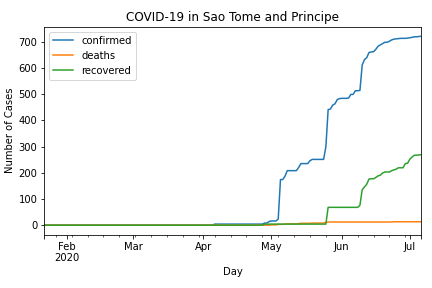 COVID-19 in Sao Tome and Principe
confirmed
deaths
recovered
Number of Cases
700
600
500
400
300
200
100
0
Feb
2020
Mar
Apr
May
Jun
Jul
Day